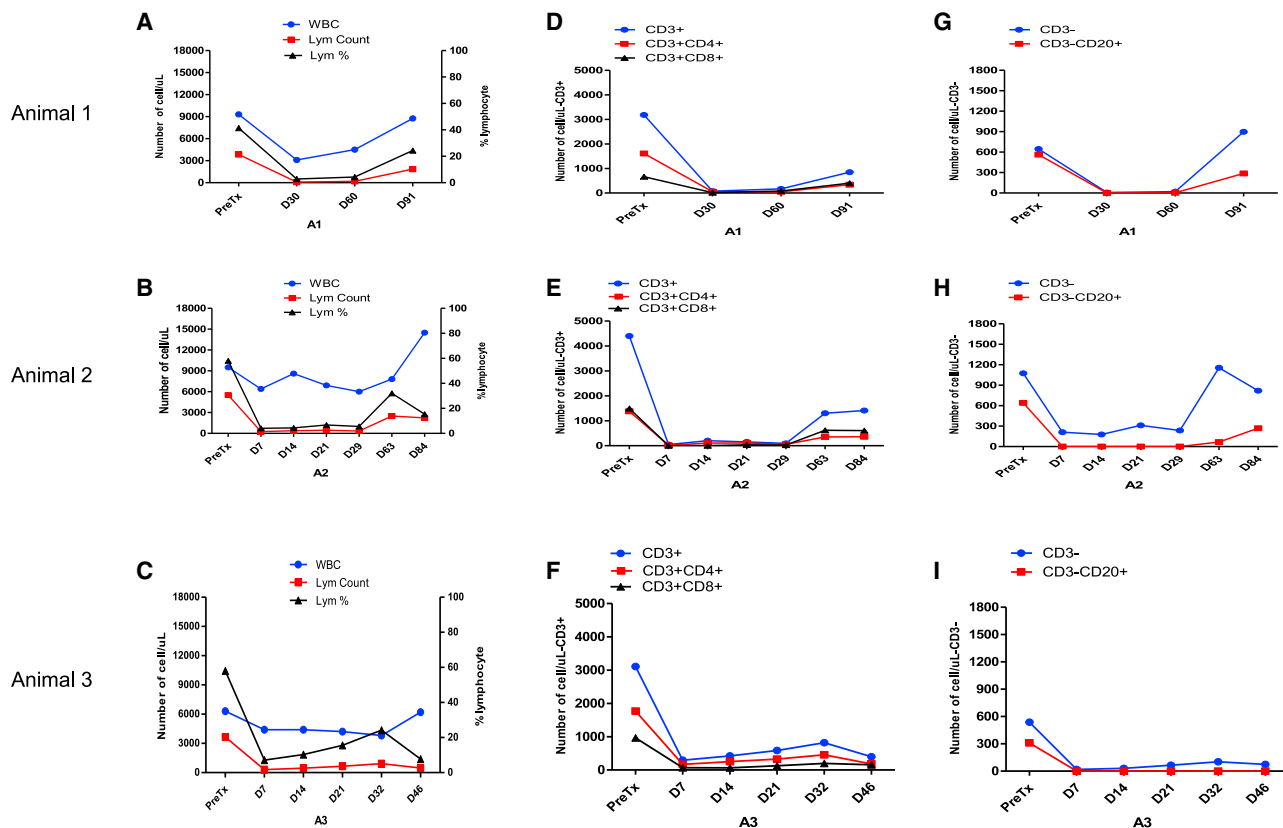 A
WBC
Lym Count
Lym %
Number of cell/uL
18000
15000
12000
9000
6000
3000
0
100
80
60
40
20
0
% lymphocyte
PreTx
D30
D60
D91
A1
D
CD3+
CD3+CD4+
CD3+CD8+
Number of cell/uL-CD3+
5000
4000
3000
2000
1000
0
PreTx
D30
D60
D91
A1
G
CD3-
CD3-CD20+
Number of cell/uL-CD3-
1800
1500
1200
900
600
300
0
PreTx
D30
D60
D91
A1
Animal 1
B
WBC
Lym Count
Lym %
Number of cell/uL
18000
15000
12000
9000
6000
3000
0
100
80
60
40
20
0
%lymphocyte
PreTx
D7
D14
D21
D29
D63
D84
A2
E
CD3+
CD3+CD4+
CD3+CD8+
Number of cell/uL-CD3+
5000
4000
3000
2000
1000
0
PreTx
D7
D14
D21
D29
D63
D84
A2
H
CD3-
CD3-CD20+
Number of cell/uL-CD3-
1800
1500
1200
900
600
300
0
PreTx
D7
D14
D21
D29
D63
D84
A2
Animal 2
C
WBC
Lym Count
Lym %
Number of cell/uL
18000
15000
12000
9000
6000
3000
0
100
80
60
40
20
0
% lymphocyte
PreTx
D7
D14
D21
D32
D46
A3
F
CD3+
CD3+CD4+
CD3+CD8+
Number of cell/uL-CD3+
5000
4000
3000
2000
1000
0
PreTx
D7
D14
D21
D32
D46
A3
I
CD3-
CD3-CD20+
Number of cell/uL-CD3-
1800
1500
1200
900
600
300
0
PreTx
D7
D14
D21
D32
D46
A3
Animal 3